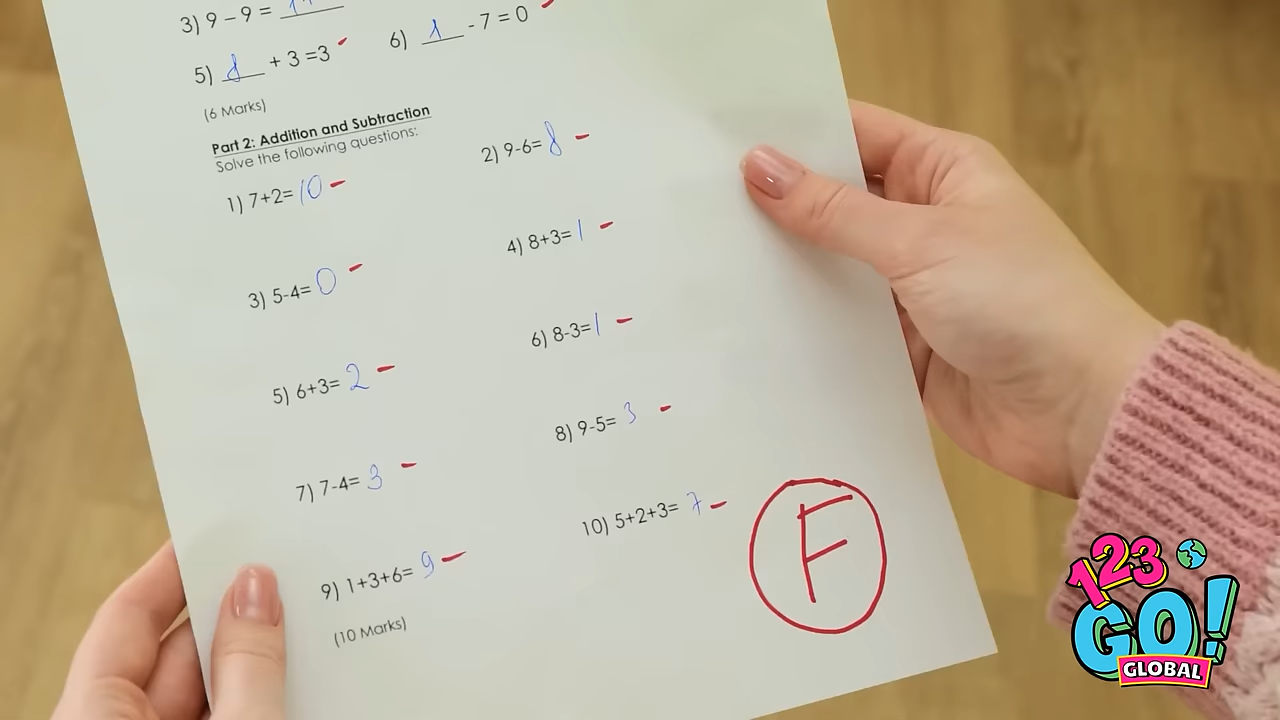 3) 9 – 9 =
5) 8 + 3 =3
6) 1 - 7 = 0
(6 Marks)
Part 2: Addition and Subtraction
Solve the following questions:
1) 7+2= 10
2) 9-6= 8
3) 5-4= 0
4) 8+3= 1
5) 6+3= 2
6) 8-3= 1
7) 7-4= 3
8) 9-5= 3
9) 1+3+6= 9
10) 5+2+3= 7
(10 Marks)
F
123
GO!
GLOBAL